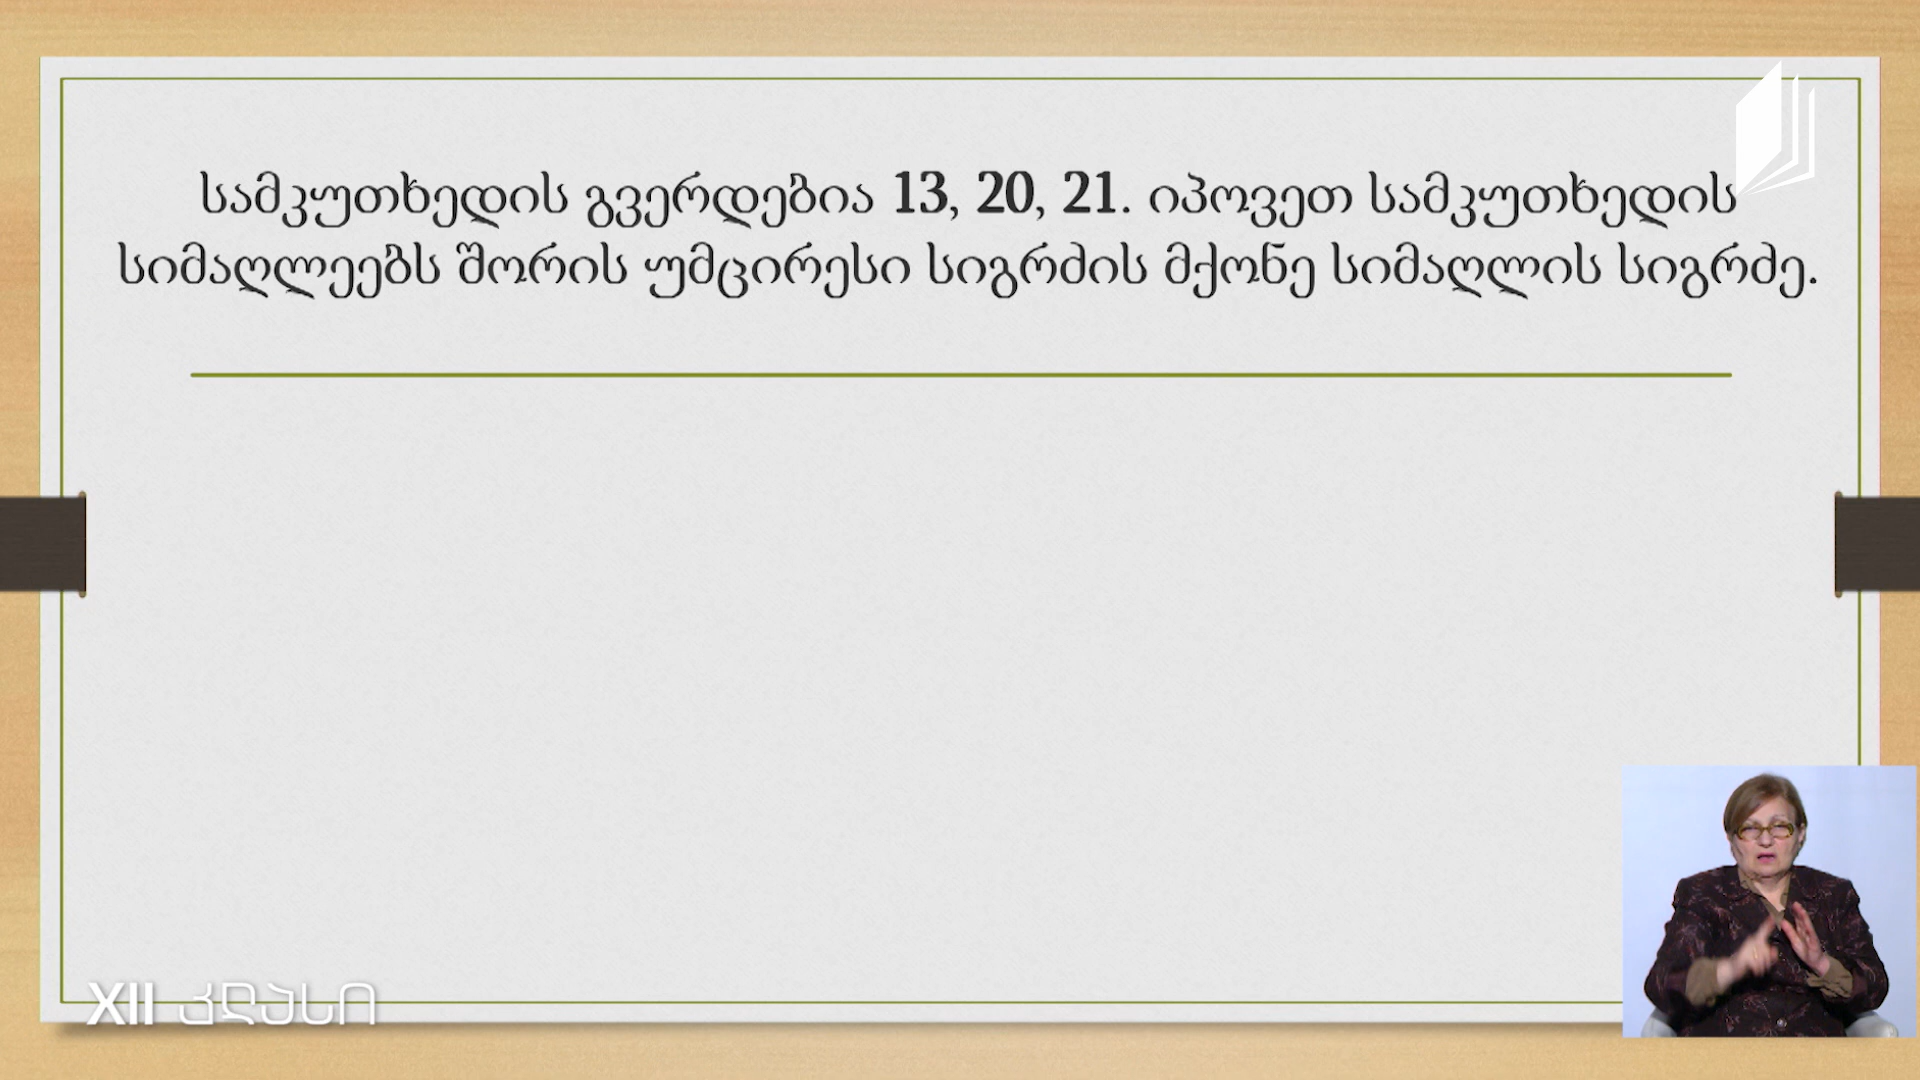 სამკუთხედის გვერდებია 13, 20, 21. იპოვეთ სამკუთხედის
სიმაღლეებს შორის უმცირესი სიგრძის მქონე სიმაღლის სიგრძე.
XII კლასი